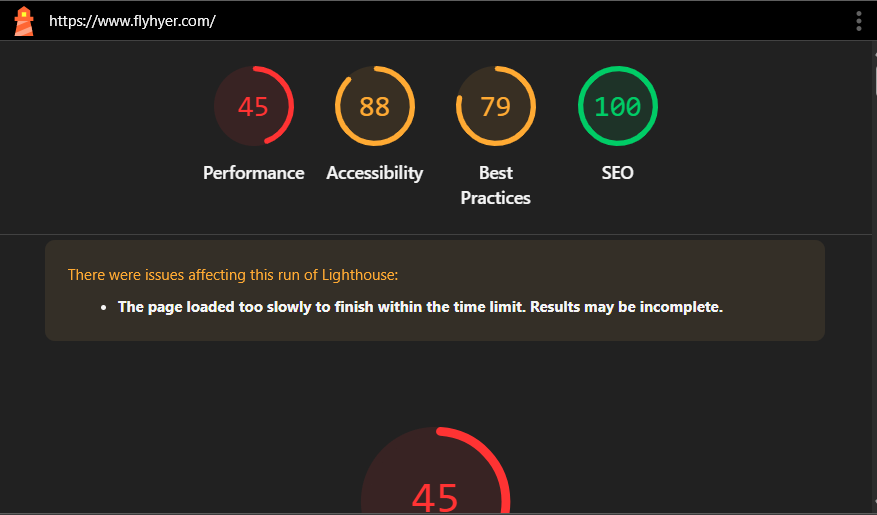 https://www.flyhyer.com/
45
88
79
100
Performance
Accessibility
Best
Practices
SEO
There were issues affecting this run of Lighthouse:
• The page loaded too slowly to finish within the time limit. Results may be incomplete.
45